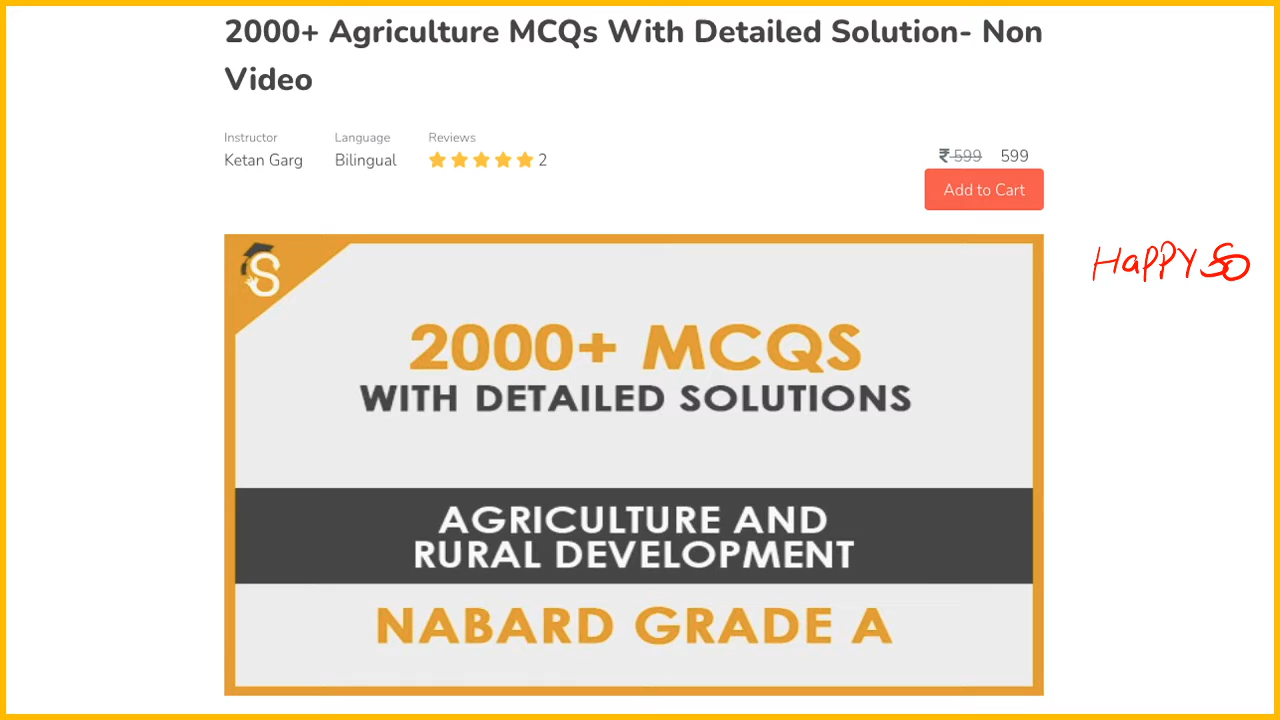 2000+ Agriculture MCQs With Detailed Solution- Non
Video
Instructor Language Reviews
Ketan Garg Bilingual 2
₹ 599 599
Add to Cart
HaPPY 50
S
2000+ MCQS
WITH DETAILED SOLUTIONS
AGRICULTURE AND
RURAL DEVELOPMENT
NABARD GRADE A